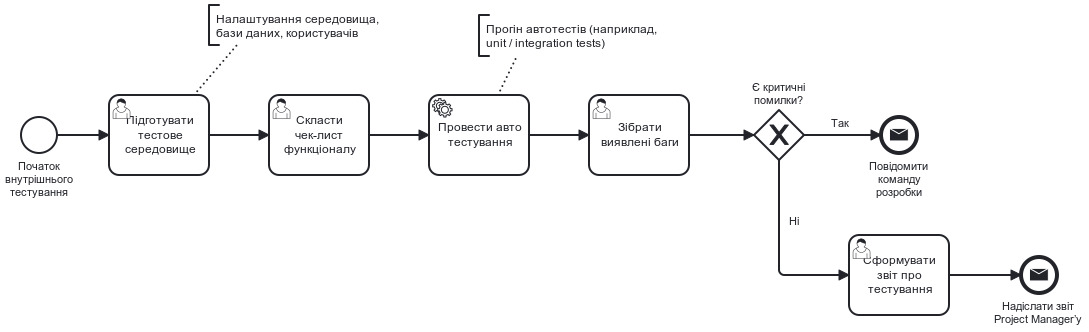 Налаштування середовища,
бази даних, користувачів
Прогін автотестів (наприклад,
unit / integration tests)
Початок
внутрішнього
тестування
Підготувати
тестове
середовище
Скласти
чек-лист
функціоналу
Провести авто
тестування
Зібрати
виявлені баги
Є критичні
помилки?
Так
Повідомити
команду
розробки
Ні
Сформувати
звіт про
тестування
Надіслати звіт
Project Manager'у